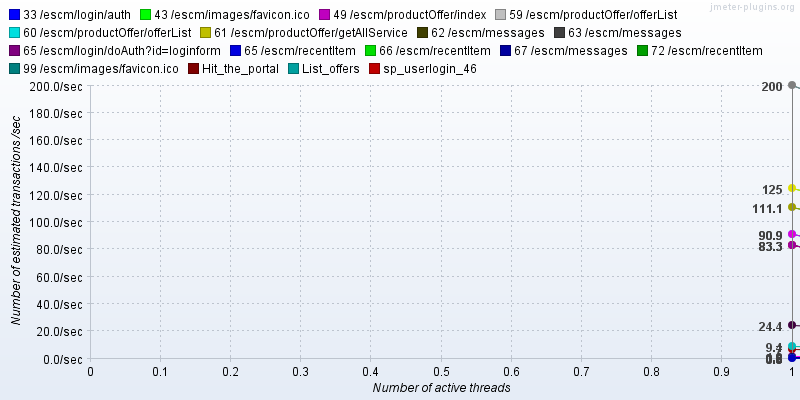 jmeter-plugins.org
33 /escm/login/auth 43 /escm/images/favicon.ico 49 /escm/productOffer/index 59 /escm/productOffer/offerList
60 /escm/productOffer/offerList 61 /escm/productOffer/getAllService 62 /escm/messages 63 /escm/messages
65 /escm/login/doAuth?id=loginform 65 /escm/recentItem 66 /escm/recentItem 67 /escm/messages 72 /escm/recentItem
99 /escm/images/favicon.ico Hit_the_portal List_offers sp_userlogin_46
Number of estimated transactions /sec
200.0/sec
180.0/sec
160.0/sec
140.0/sec
120.0/sec
100.0/sec
80.0/sec
60.0/sec
40.0/sec
20.0/sec
0.0/sec
200
125
111.1
90.9
83.3
24.4
9.4
0 0.1 0.2 0.3 0.4 0.5 0.6 0.7 0.8 0.9 1
Number of active threads